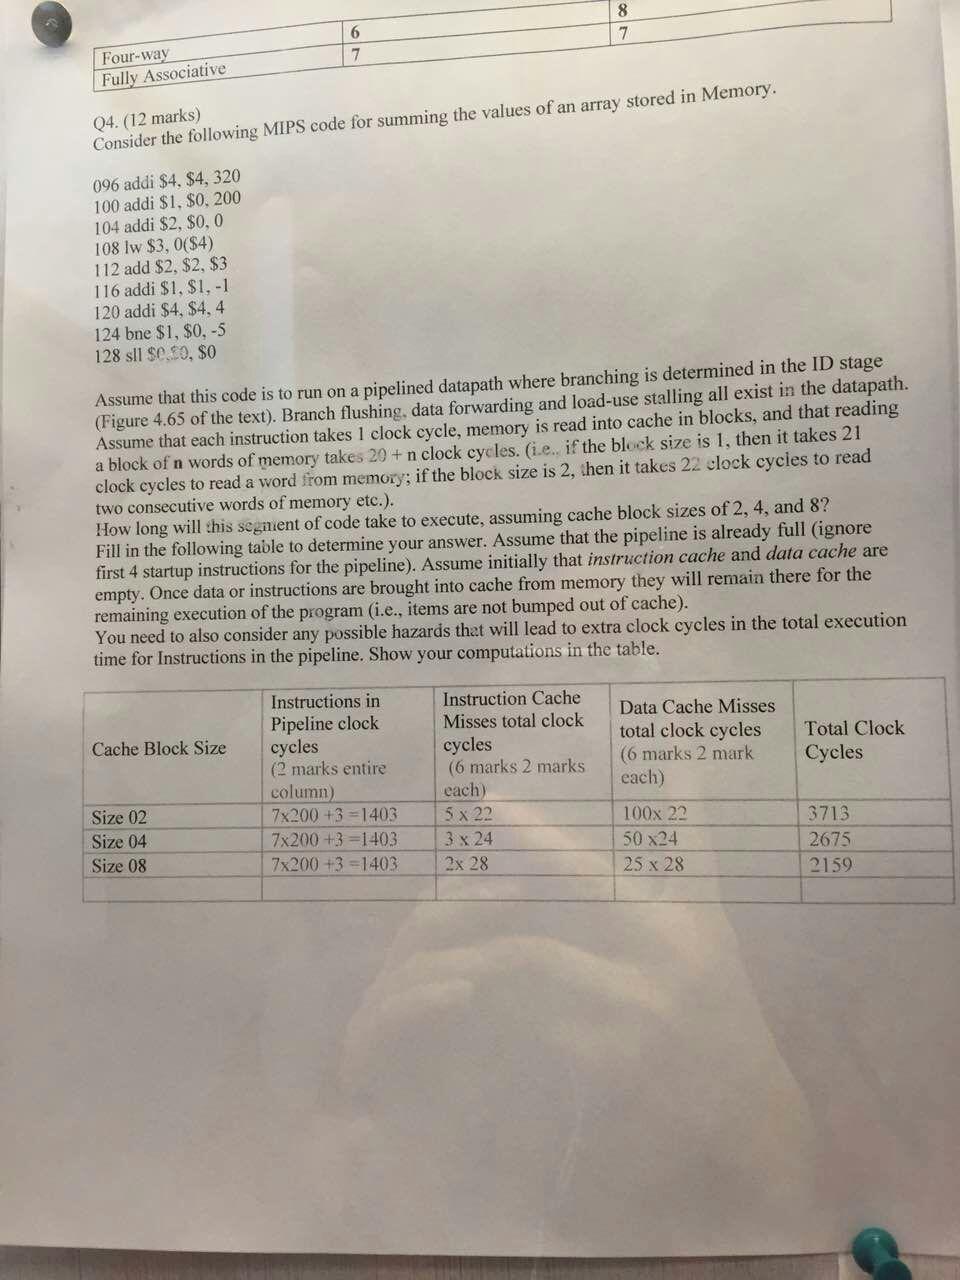 8
6
Four-way
7
7
Fully Associative
Q4. (12 marks)
Consider the following MIPS code for summing the values of an array stored in Memory.
096 addi $4, $4, 320
100 addi $1, $0, 200
104 addi $2, $0, 0
108 lw $3, 0($4)
112 add $2, $2, $3
116 addi $1, $1, -1
120 addi $4, $4, 4
124 bne $1, $0, -5
128 sll $0,$0, $0
Assume that this code is to run on a pipelined datapath where branching is determined in the ID stage
(Figure 4.65 of the text). Branch flushing, data forwarding and load-use stalling all exist in the datapath.
Assume that each instruction takes 1 clock cycle, memory is read into cache in blocks, and that reading
a block of n words of memory takes 20 + n clock cycles. (i.e., if the block size is 1, then it takes 21
clock cycles to read a word from memory; if the block size is 2, then it takes 22 clock cycles to read
two consecutive words of memory etc.).
How long will this segment of code take to execute, assuming cache block sizes of 2, 4, and 8?
Fill in the following table to determine your answer. Assume that the pipeline is already full (ignore
first 4 startup instructions for the pipeline). Assume initially that instruction cache and data cache are
empty. Once data or instructions are brought into cache from memory they will remain there for the
remaining execution of the program (i.e., items are not bumped out of cache).
You need to also consider any possible hazards that will lead to extra clock cycles in the total execution
time for Instructions in the pipeline. Show your computations in the table.
Cache Block Size
Instructions in
Pipeline clock
cycles
(2 marks entire
column)
Instruction Cache
Misses total clock
cycles
(6 marks 2 marks
each)
Data Cache Misses
total clock cycles
(6 marks 2 mark
each)
Total Clock
Cycles
Size 02 7x200 +3 =1403 5 x 22 100x 22 3713
Size 04 7x200 +3 =1403 3 x 24 50 x24 2675
Size 08 7x200 +3 =1403 2x 28 25 x 28 2159